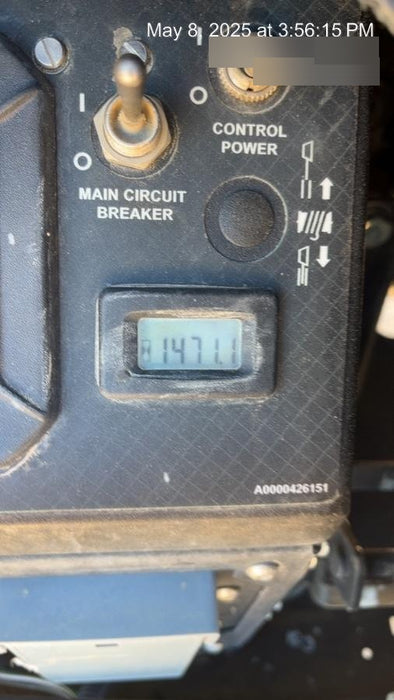 May 8, 2025 at 3:56:15 PM
I
I
O
O
CONTROL
POWER
MAIN CIRCUIT
BREAKER
1471.1
A0000426151